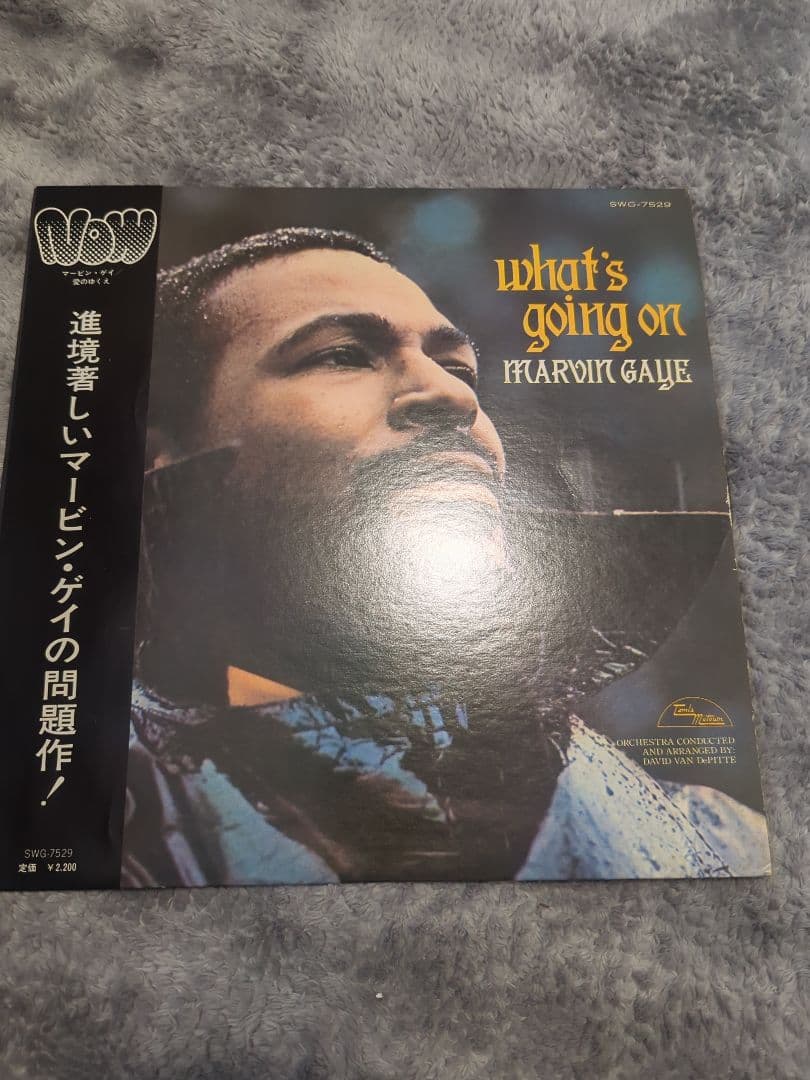 NOW
マービン・ゲイ/
愛のゆくえ
進境著しいマービン・ゲイの問題作!
SWG-7529
定価 ¥2.200
SWG-7529
what's
going on
MARVIN GAYE
Tamla
Motown
ORCHESTRA CONDUCTED
AND ARRANGED BY:
DAVID VAN DePITTE